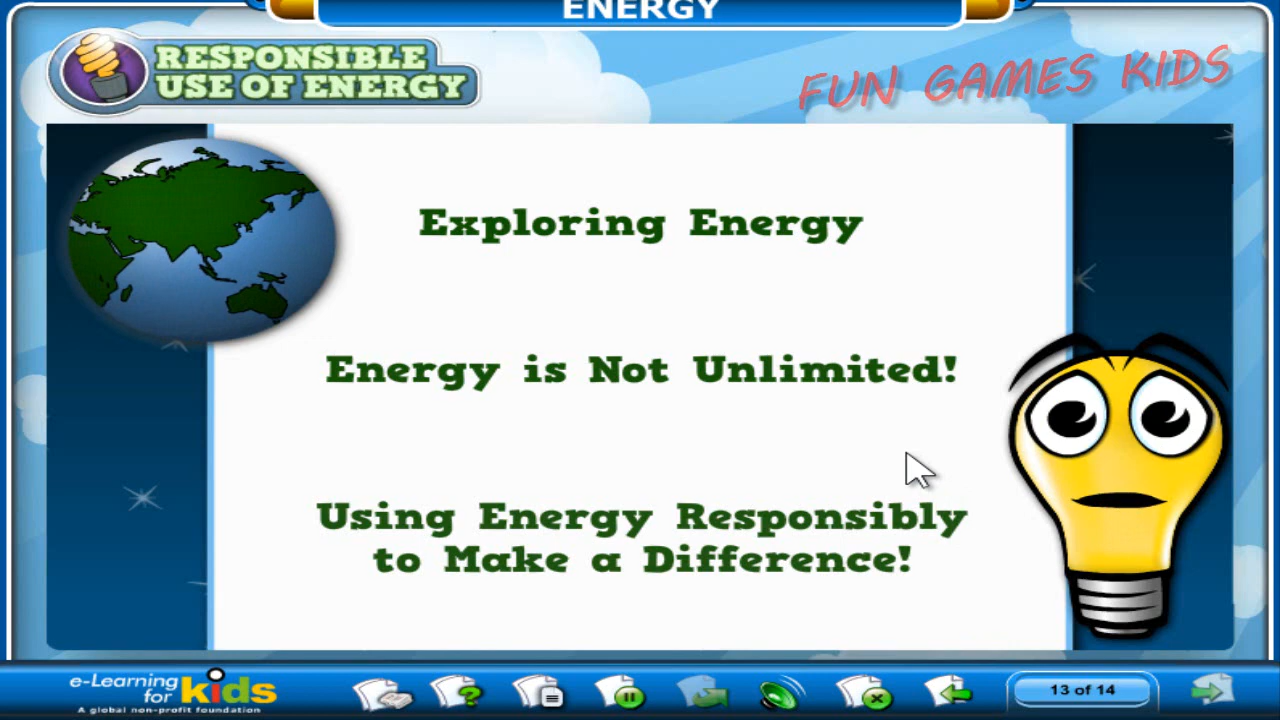 ENERGY
RESPONSIBLE
USE OF ENERGY
FUN GAMES KIDS
Exploring Energy
Energy is Not Unlimited!
Using Energy Responsibly
to Make a Difference!
e-Learning
for kids
A global non-profit foundation
?
13 of 14